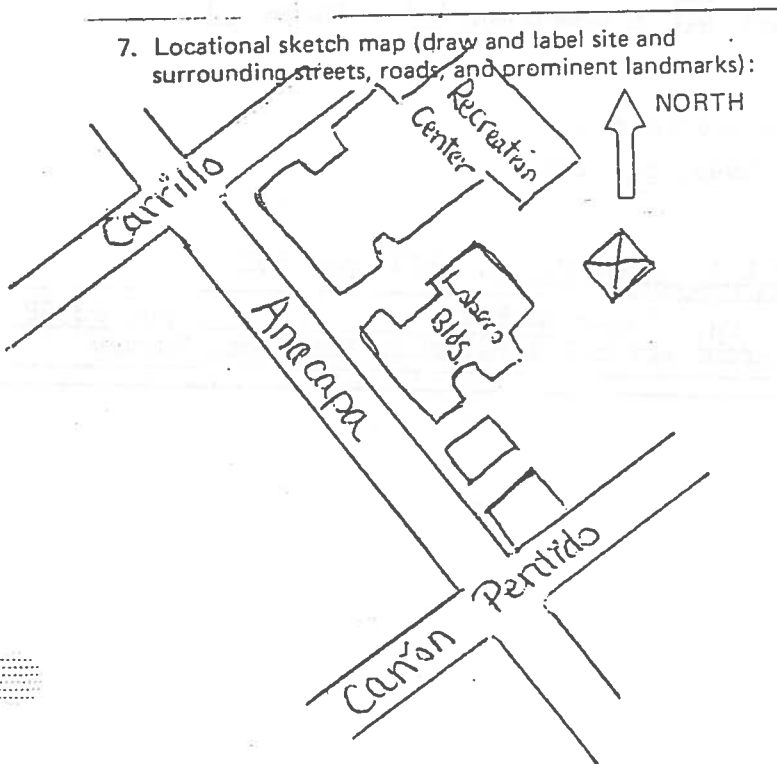 7. Locational sketch map (draw and label site and
surrounding streets, roads, and prominent landmarks):
NORTH
Recreation
Center
Carrillo
Lobero
Bldg.
Anacapa
Cañon Perdido